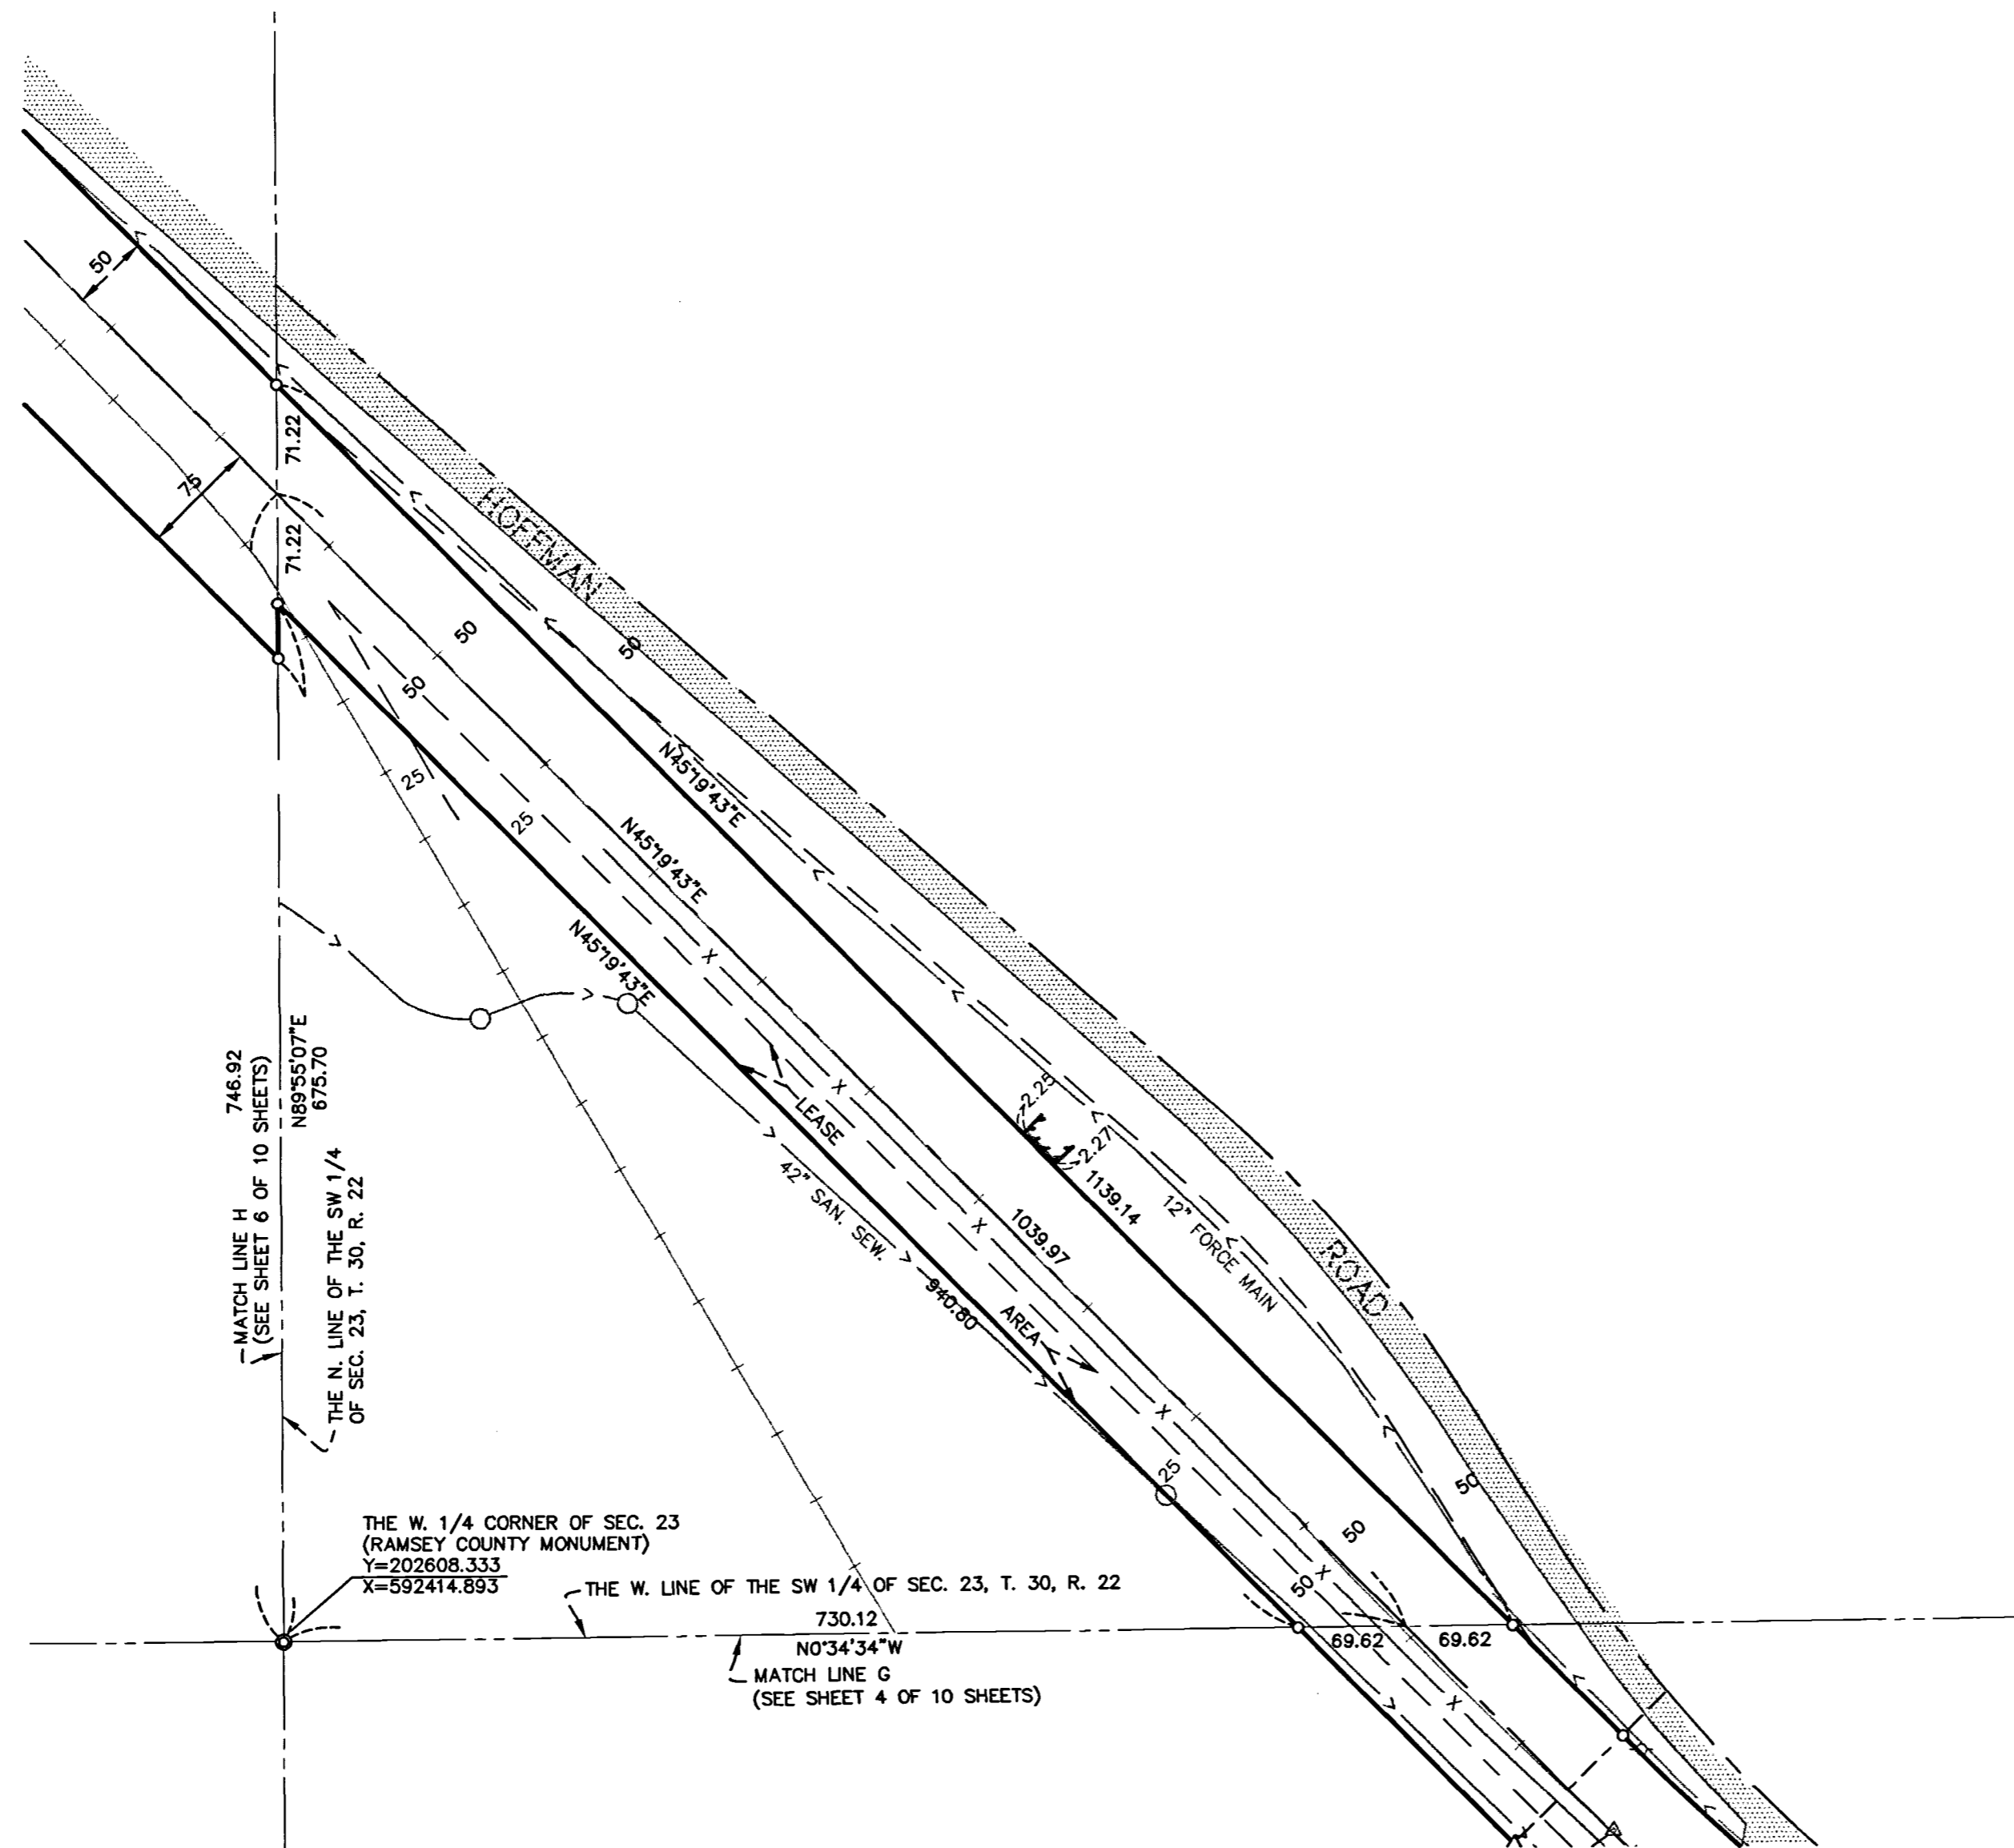 50
75
71.22
71.22
HOFFMAN
50
50
50
25
25
N45°19'43"E
N45°19'43"E
N45°19'43"E
746.92
MATCH LINE H
(SEE SHEET 6 OF 10 SHEETS)
N89°55'07"E
675.70
THE N. LINE OF THE SW 1/4
OF SEC. 23, T. 30, R. 22
LEASE
42" SAN. SEW.
940.80
AREA
1039.97
2.25
2.27
1139.14
12" FORCE MAIN
ROAD
25
50
50
50
THE W. 1/4 CORNER OF SEC. 23
(RAMSEY COUNTY MONUMENT)
Y=202608.333
X=592414.893
THE W. LINE OF THE SW 1/4 OF SEC. 23, T. 30, R. 22
730.12
N0°34'34"W
69.62
69.62
MATCH LINE G
(SEE SHEET 4 OF 10 SHEETS)